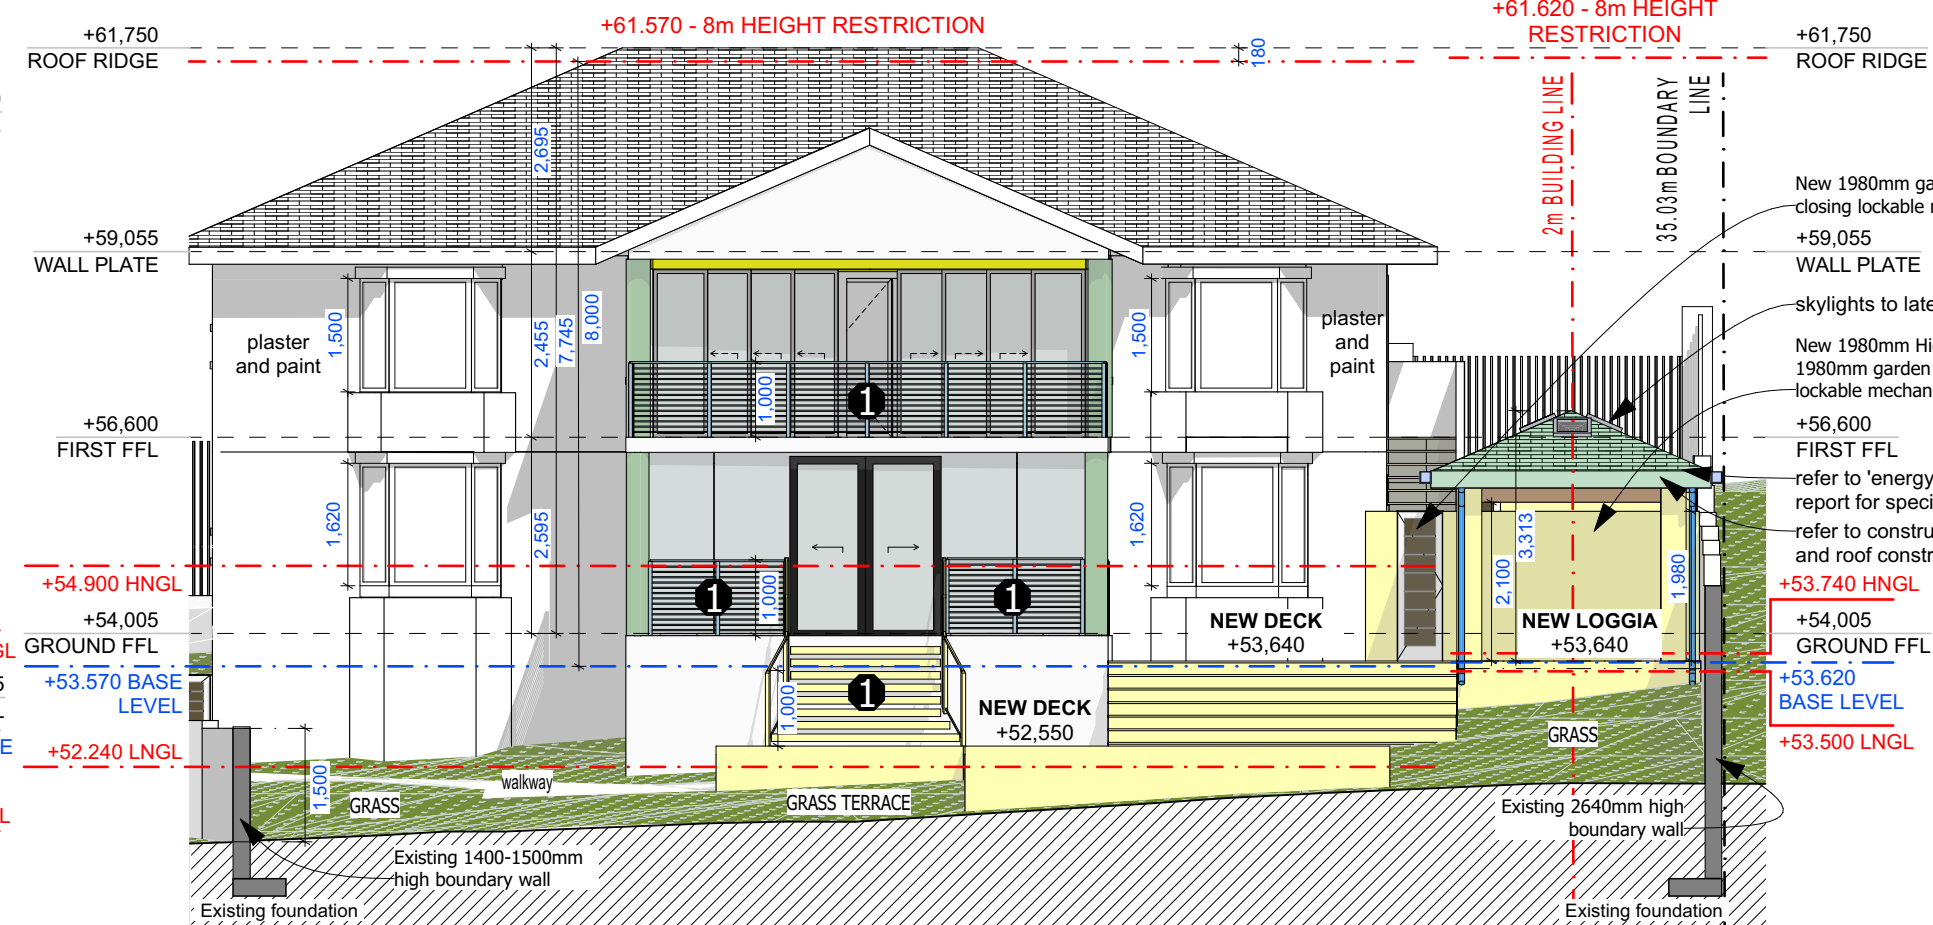 +61.570 - 8m HEIGHT RESTRICTION
+61.620 - 8m HEIGHT
RESTRICTION
+61,750
ROOF RIDGE
180
+61,750
ROOF RIDGE
2m BUILDING LINE
35.03m BOUNDARY
LINE
2,695
New 1980mm ga
closing lockable
+59,055
WALL PLATE
+59,055
WALL PLATE
skylights to late
plaster
and paint
1,500
2,455
7,745
8,000
1,500
plaster
and
paint
New 1980mm Hi
1980mm garden
lockable mechan
1,000
1
+56,600
FIRST FFL
+56,600
FIRST FFL
refer to 'energy
report for speci
refer to constru
and roof constr
1,620
2,595
1,620
3,313
2,100
1,980
+54.900 HNGL
1
1,000
1
+53.740 HNGL
+54,005
GROUND FFL
NEW DECK
+53,640
NEW LOGGIA
+53,640
+54,005
GROUND FFL
+53.570 BASE
LEVEL
1,000
1
NEW DECK
+52,550
+53.620
BASE LEVEL
GRASS
+53.500 LNGL
+52.240 LNGL
1,500
walkway
GRASS
GRASS TERRACE
Existing 2640mm high
boundary wall
Existing 1400-1500mm
high boundary wall
Existing foundation
Existing foundation